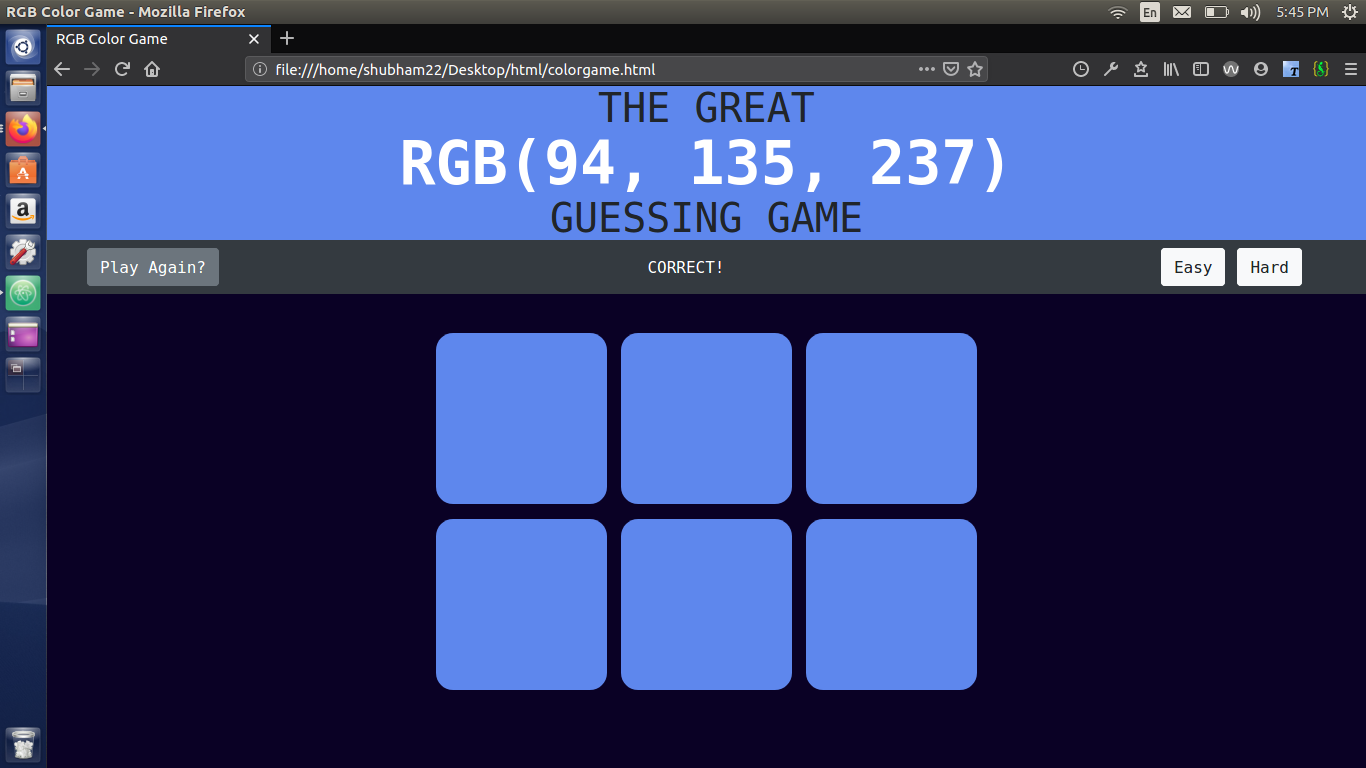 RGB Color Game - Mozilla Firefox
En
5:45 PM
RGB Color Game
file:///home/shubham22/Desktop/html/colorgame.html
THE GREAT
RGB(94, 135, 237)
GUESSING GAME
Play Again?
CORRECT!
Easy
Hard